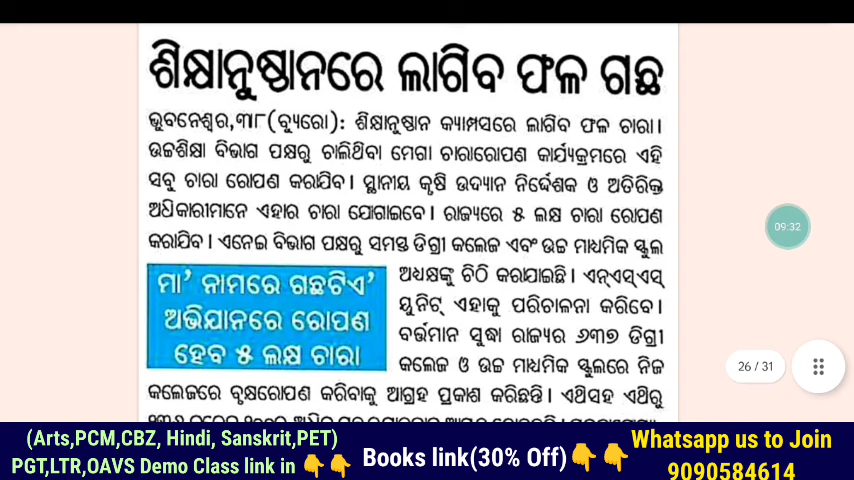 ଶିକ୍ଷାନୁଷ୍ଠାନରେ ଲାଗିବ ଫଳ ଗଛ
ଭୁବନେଶ୍ୱର,୩ା୮(ବ୍ୟୁରୋ): ଶିକ୍ଷାନୁଷ୍ଠାନ କ୍ୟାମ୍ପସରେ ଲାଗିବ ଫଳ ଚାରା।
ଉଚ୍ଚଶିକ୍ଷା ବିଭାଗ ପକ୍ଷରୁ ଚାଲିଥିବା ମେଗା ଚାରାରୋପଣ କାର୍ଯ୍ୟକ୍ରମରେ ଏହି
ସବୁ ଚାରା ରୋପଣ କରାଯିବ। ସ୍ଥାନୀୟ କୃଷି ଉଦ୍ୟାନ ନିର୍ଦ୍ଦେଶକ ଓ ଅତିରିକ୍ତ
ଅଧିକାରୀମାନେ ଏହାର ଚାରା ଯୋଗାଇବେ। ରାଜ୍ୟରେ ୫ ଲକ୍ଷ ଚାରା ରୋପଣ
କରାଯିବ। ଏନେଇ ବିଭାଗ ପକ୍ଷରୁ ସମସ୍ତ ଡିଗ୍ରୀ କଲେଜ ଏବଂ ଉଚ୍ଚ ମାଧ୍ୟମିକ ସ୍କୁଲ
ମା' ନାମରେ ଗଛଟିଏ'
ଅଭିଯାନରେ ରୋପଣ
ହେବ ୫ ଲକ୍ଷ ଚାରା
ଅଧ୍ୟକ୍ଷଙ୍କୁ ଚିଠି କରାଯାଇଛି। ଏନ୍‌ଏସ୍‌ଏସ୍
ୟୁନିଟ୍ ଏହାକୁ ପରିଚାଳନା କରିବେ।
ବର୍ତ୍ତମାନ ସୁଦ୍ଧା ରାଜ୍ୟର ୬୩୭ ଡିଗ୍ରୀ
କଲେଜ ଓ ଉଚ୍ଚ ମାଧ୍ୟମିକ ସ୍କୁଲରେ ନିଜ
କଲେଜରେ ବୃକ୍ଷରୋପଣ କରିବାକୁ ଆଗ୍ରହ ପ୍ରକାଶ କରିଛନ୍ତି। ଏଥିସହ ଏଥିରୁ
09:32
26 / 31
(Arts,PCM,CBZ, Hindi, Sanskrit,PET)
PGT,LTR,OAVS Demo Class link in 👇👇
Books link(30% Off)👇👇
Whatsapp us to Join
9090584614